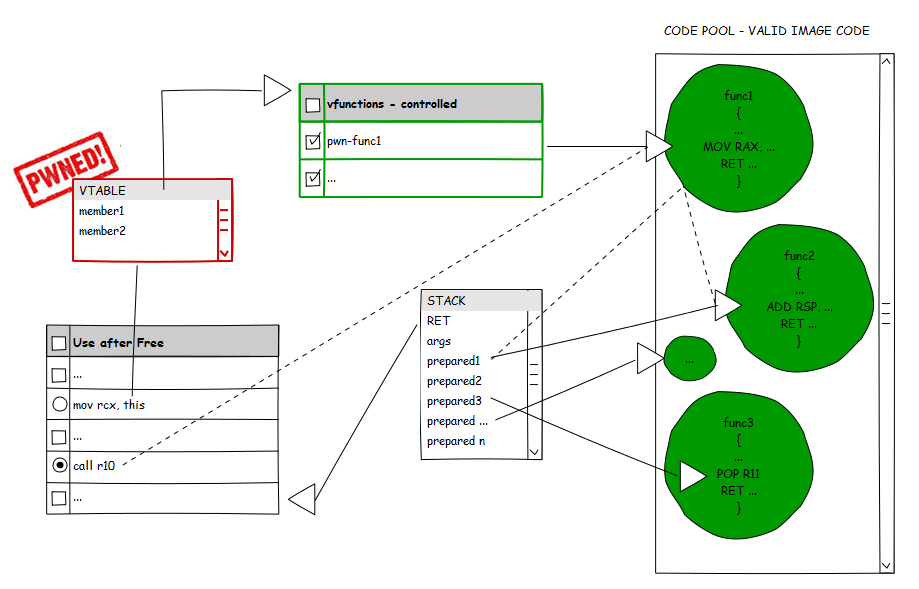 CODE POOL - VALID IMAGE CODE
PWNED!
VTABLE
member1
member2
vfunctions - controlled
pwn-func1
...
Use after Free
...
mov rcx, this
...
call r10
...
STACK
RET
args
prepared1
prepared2
prepared3
prepared ...
prepared n
func1
{
...
MOV RAX, ...
RET ...
}
func2
{
...
ADD RSP, ...
RET ...
}
...
func3
{
...
POP R11
RET ...
}